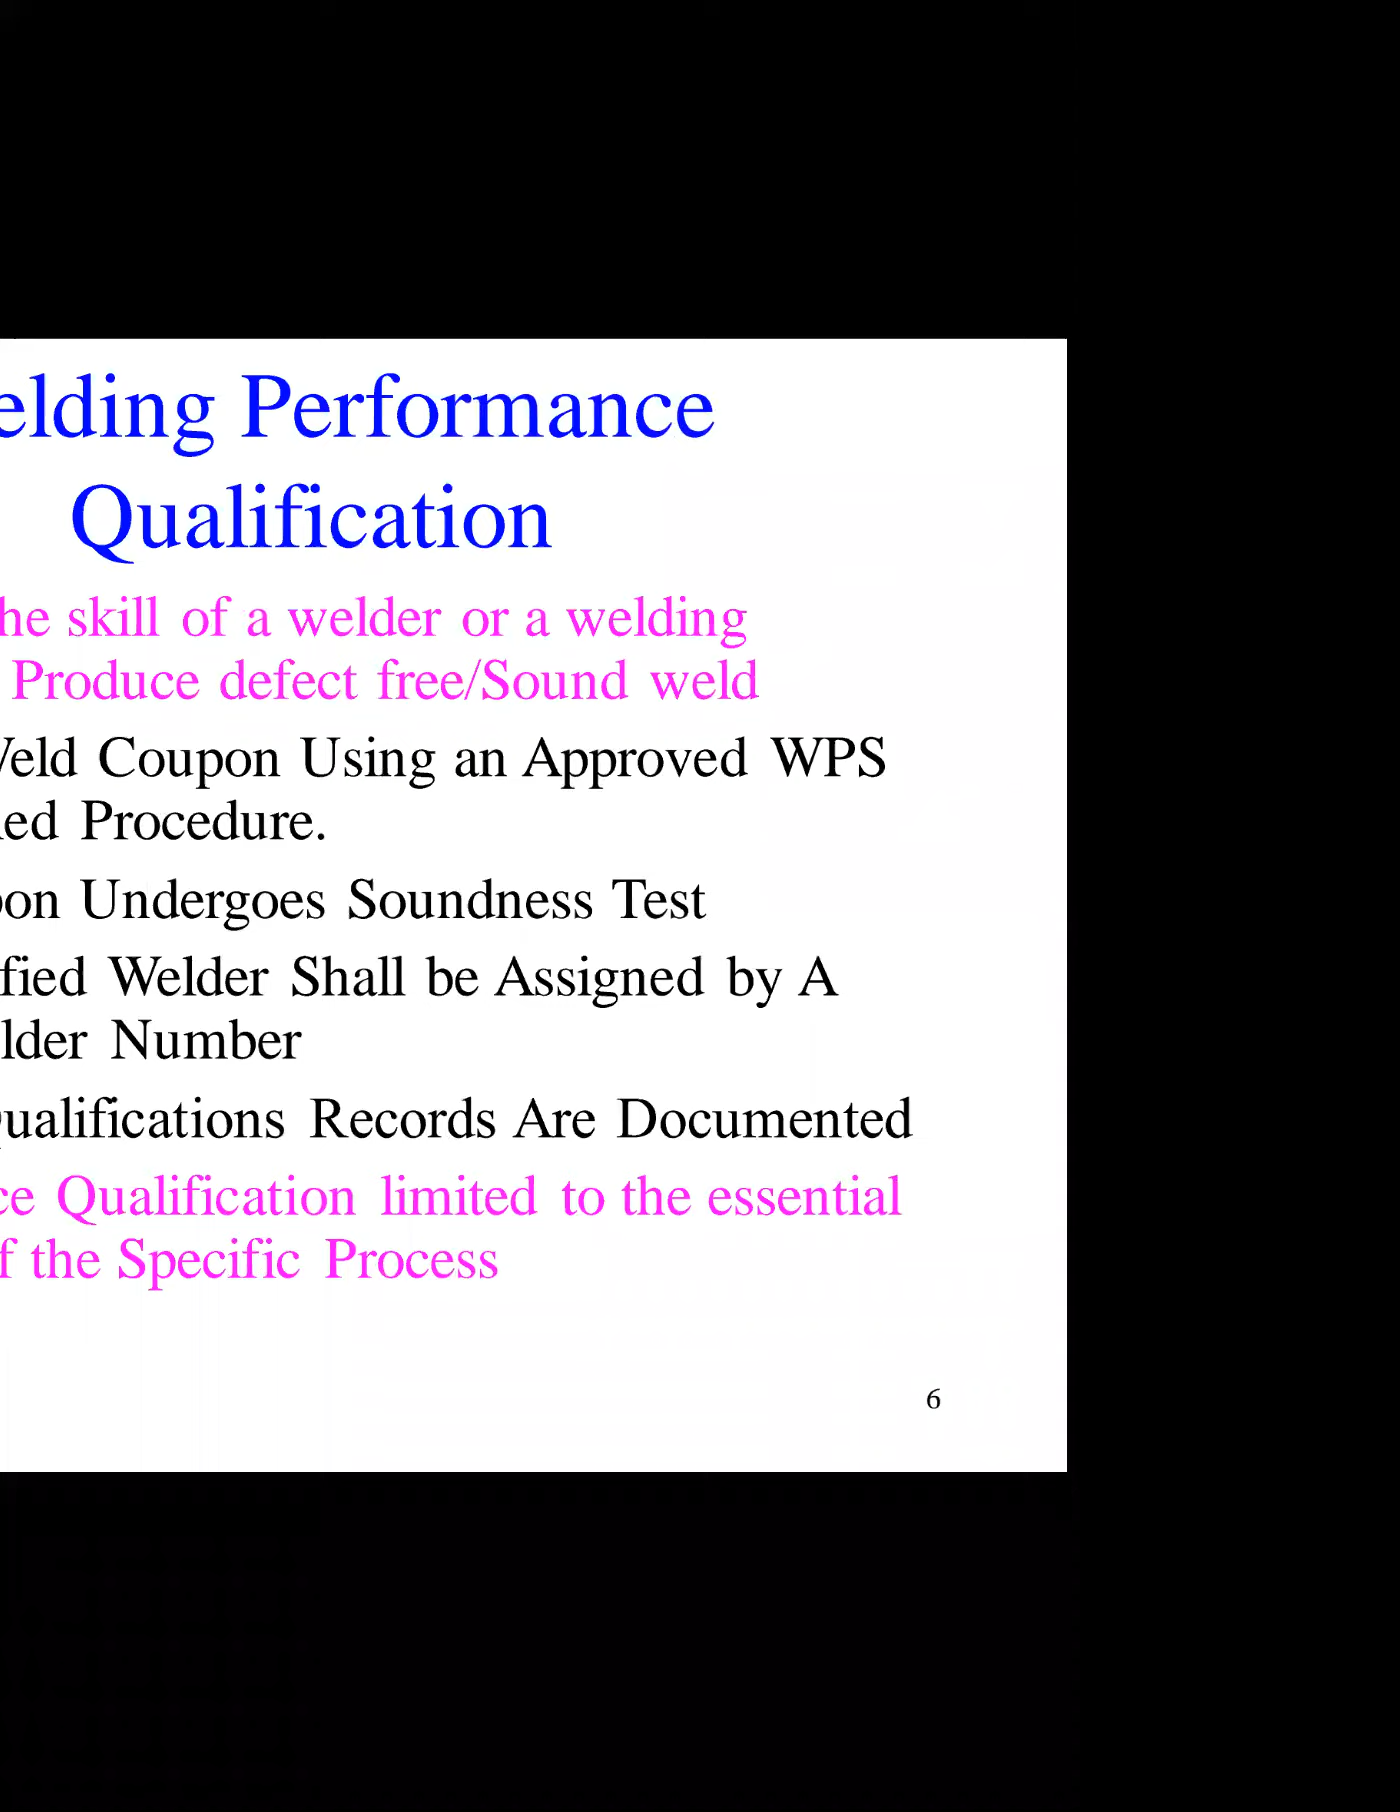 elding Performance
Qualification
he skill of a welder or a welding
Produce defect free/Sound weld
eld Coupon Using an Approved WPS
ed Procedure.
on Undergoes Soundness Test
fied Welder Shall be Assigned by A
lder Number
ualifications Records Are Documented
ce Qualification limited to the essential
f the Specific Process
6